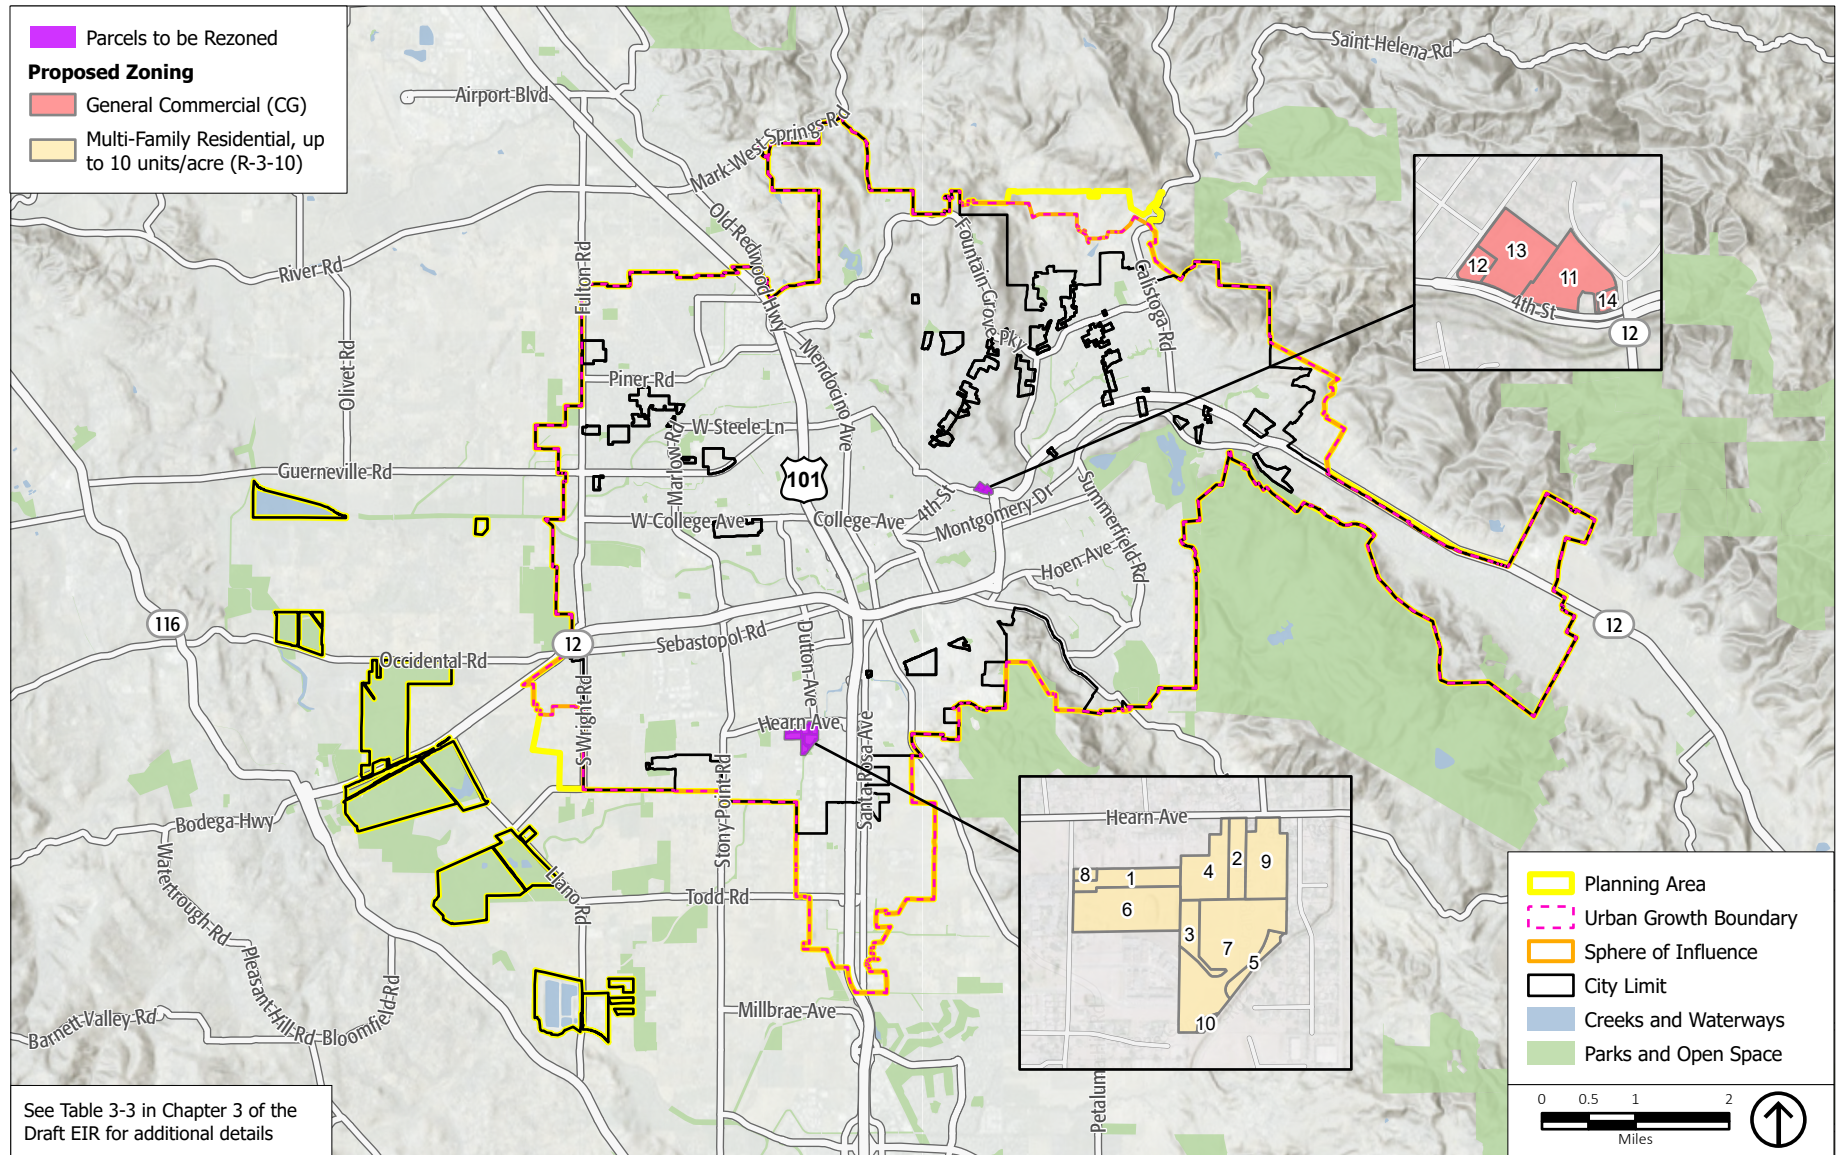 Parcels to be Rezoned
Proposed Zoning
General Commercial (CG)
Multi-Family Residential, up
to 10 units/acre (R-3-10)
Saint Helena Rd
Airport Blvd
Mark West Springs Rd
Old Redwood Hwy
Fountain Grove Pky
Calistoga Rd
River Rd
Fulton Rd
Olivet Rd
Piner Rd
Mendocino Ave
W Steele Ln
Marlow Rd
Guerneville Rd
101
W College Ave
College Ave
4th St
Montgomery Dr
Summerfield Rd
Hoen Ave
13
12
11
14
4th St
12
116
12
Sebastopol Rd
Occidental Rd
Dutton Ave
12
S Wright Rd
Hearn Ave
Santa Rosa Ave
Stony Point Rd
Bodega Hwy
Watertrough Rd
Llano Rd
Todd Rd
Pleasant Hill Rd
Bloomfield Rd
Barnett Valley Rd
Millbrae Ave
Petalum
Hearn Ave
8
1
4
2
9
6
3
7
5
10
Planning Area
Urban Growth Boundary
Sphere of Influence
City Limit
Creeks and Waterways
Parks and Open Space
0 0.5 1 2
Miles
See Table 3-3 in Chapter 3 of the
Draft EIR for additional details